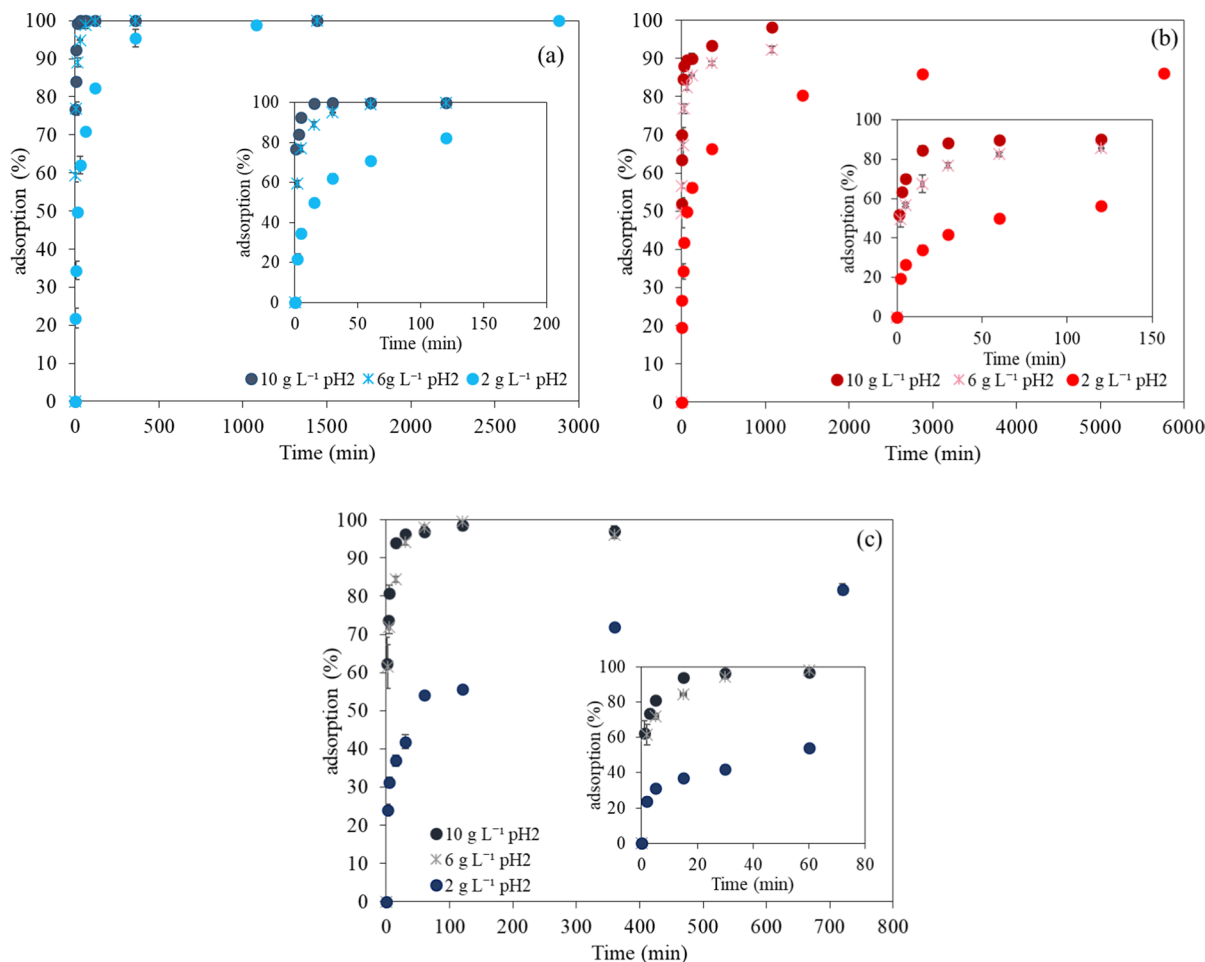 (a)
adsorption (%)
100
90
80
70
60
50
40
30
20
10
0
adsorption (%)
100
80
60
40
20
0
0 50 100 150 200
Time (min)
10 g L⁻¹ pH2 6g L⁻¹ pH2 2 g L⁻¹ pH2
0 500 1000 1500 2000 2500 3000
Time (min)
(b)
adsorption (%)
100
90
80
70
60
50
40
30
20
10
0
adsorption (%)
100
80
60
40
20
0
0 50 100 150
Time (min)
10 g L⁻¹ pH2 6 g L⁻¹ pH2 2 g L⁻¹ pH2
0 1000 2000 3000 4000 5000 6000
Time (min)
(c)
adsorption (%)
100
90
80
70
60
50
40
30
20
10
0
adsorption (%)
100
80
60
40
20
0
0 20 40 60 80
Time (min)
10 g L⁻¹ pH2
6 g L⁻¹ pH2
2 g L⁻¹ pH2
0 100 200 300 400 500 600 700 800
Time (min)